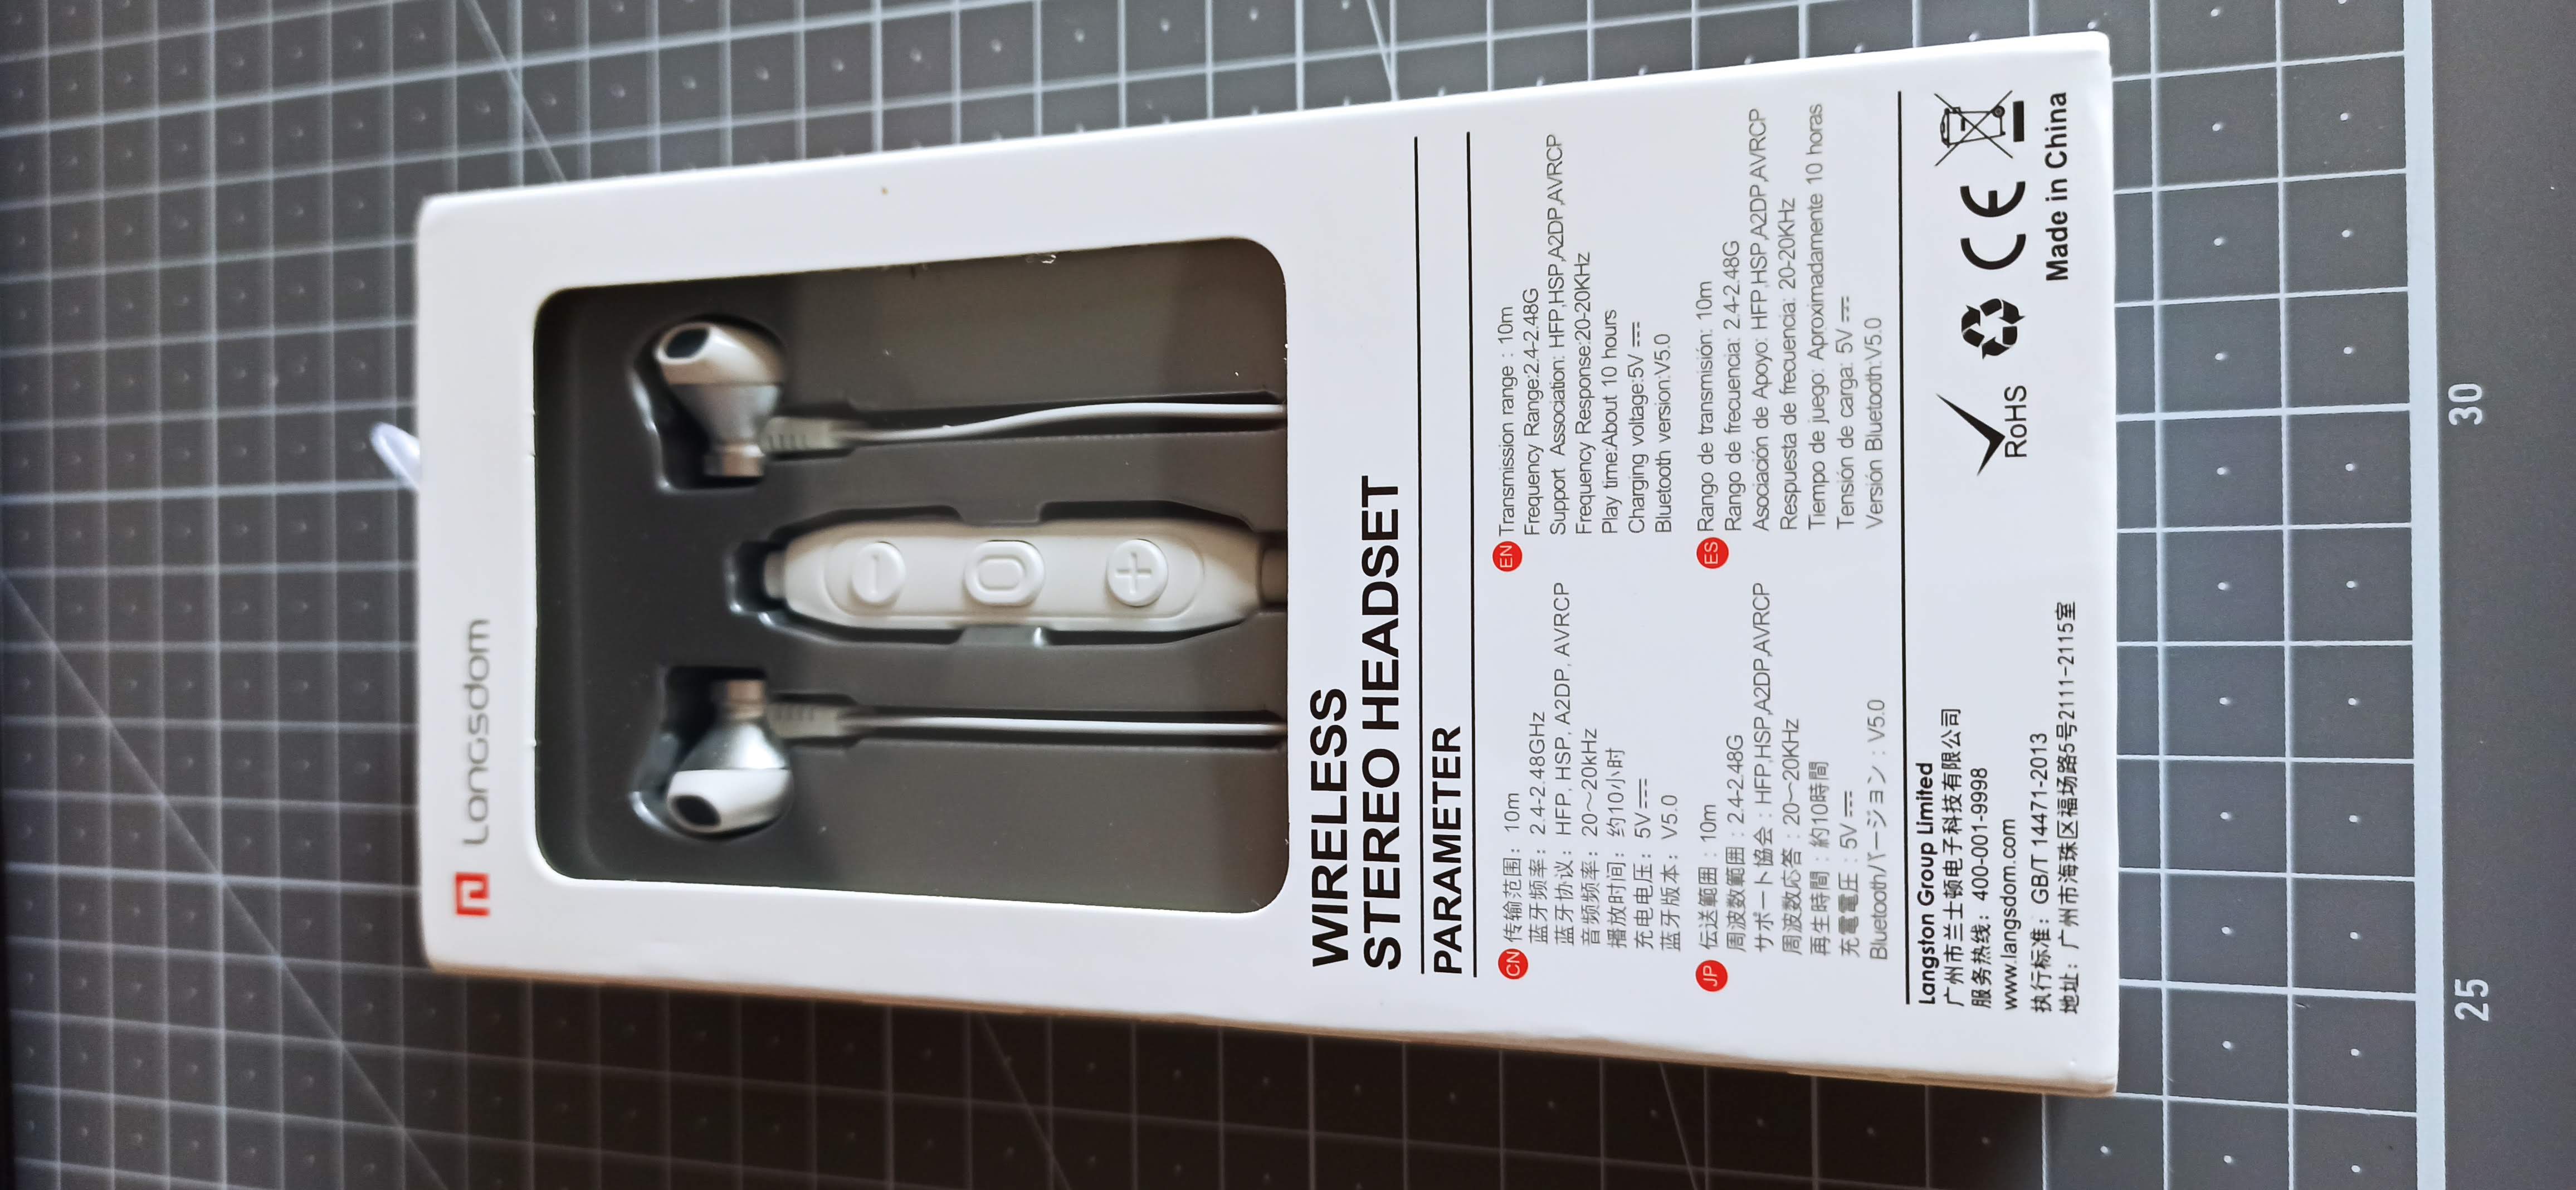 Langsdom
WIRELESS
STEREO HEADSET
PARAMETER
CN 传输范围：10m
蓝牙频率：2.4-2.48GHz
蓝牙协议：HFP, HSP, A2DP, AVRCP
音频频率：20～20kHz
播放时间：约10小时
充电电压：5V⎓
蓝牙版本：V5.0
EN Transmission range : 10m
Frequency Range:2.4-2.48G
Support Association: HFP,HSP,A2DP,AVRCP
Frequency Response:20-20KHz
Play time:About 10 hours
Charging voltage:5V ⎓
Bluetooth version:V5.0
JP 伝送範囲 : 10m
周波数範囲 : 2.4-2.48G
サポート協会 : HFP,HSP,A2DP,AVRCP
周波数応答 : 20～20KHz
再生時間 : 約10時間
充電電圧 : 5V ⎓
Bluetoothバージョン : V5.0
ES Rango de transmisión: 10m
Rango de frecuencia: 2.4-2.48G
Asociación de Apoyo: HFP,HSP,A2DP,AVRCP
Respuesta de frecuencia: 20-20KHz
Tiempo de juego: Aproximadamente 10 horas
Tensión de carga: 5V ⎓
Versión Bluetooth:V5.0
Langston Group Limited
广州市兰士顿电子科技有限公司
服务热线：400-001-9998
www.langsdom.com
执行标准：GB/T 14471-2013
地址：广州市海珠区福场路5号2111-2115室
RoHS CE
Made in China
25 30